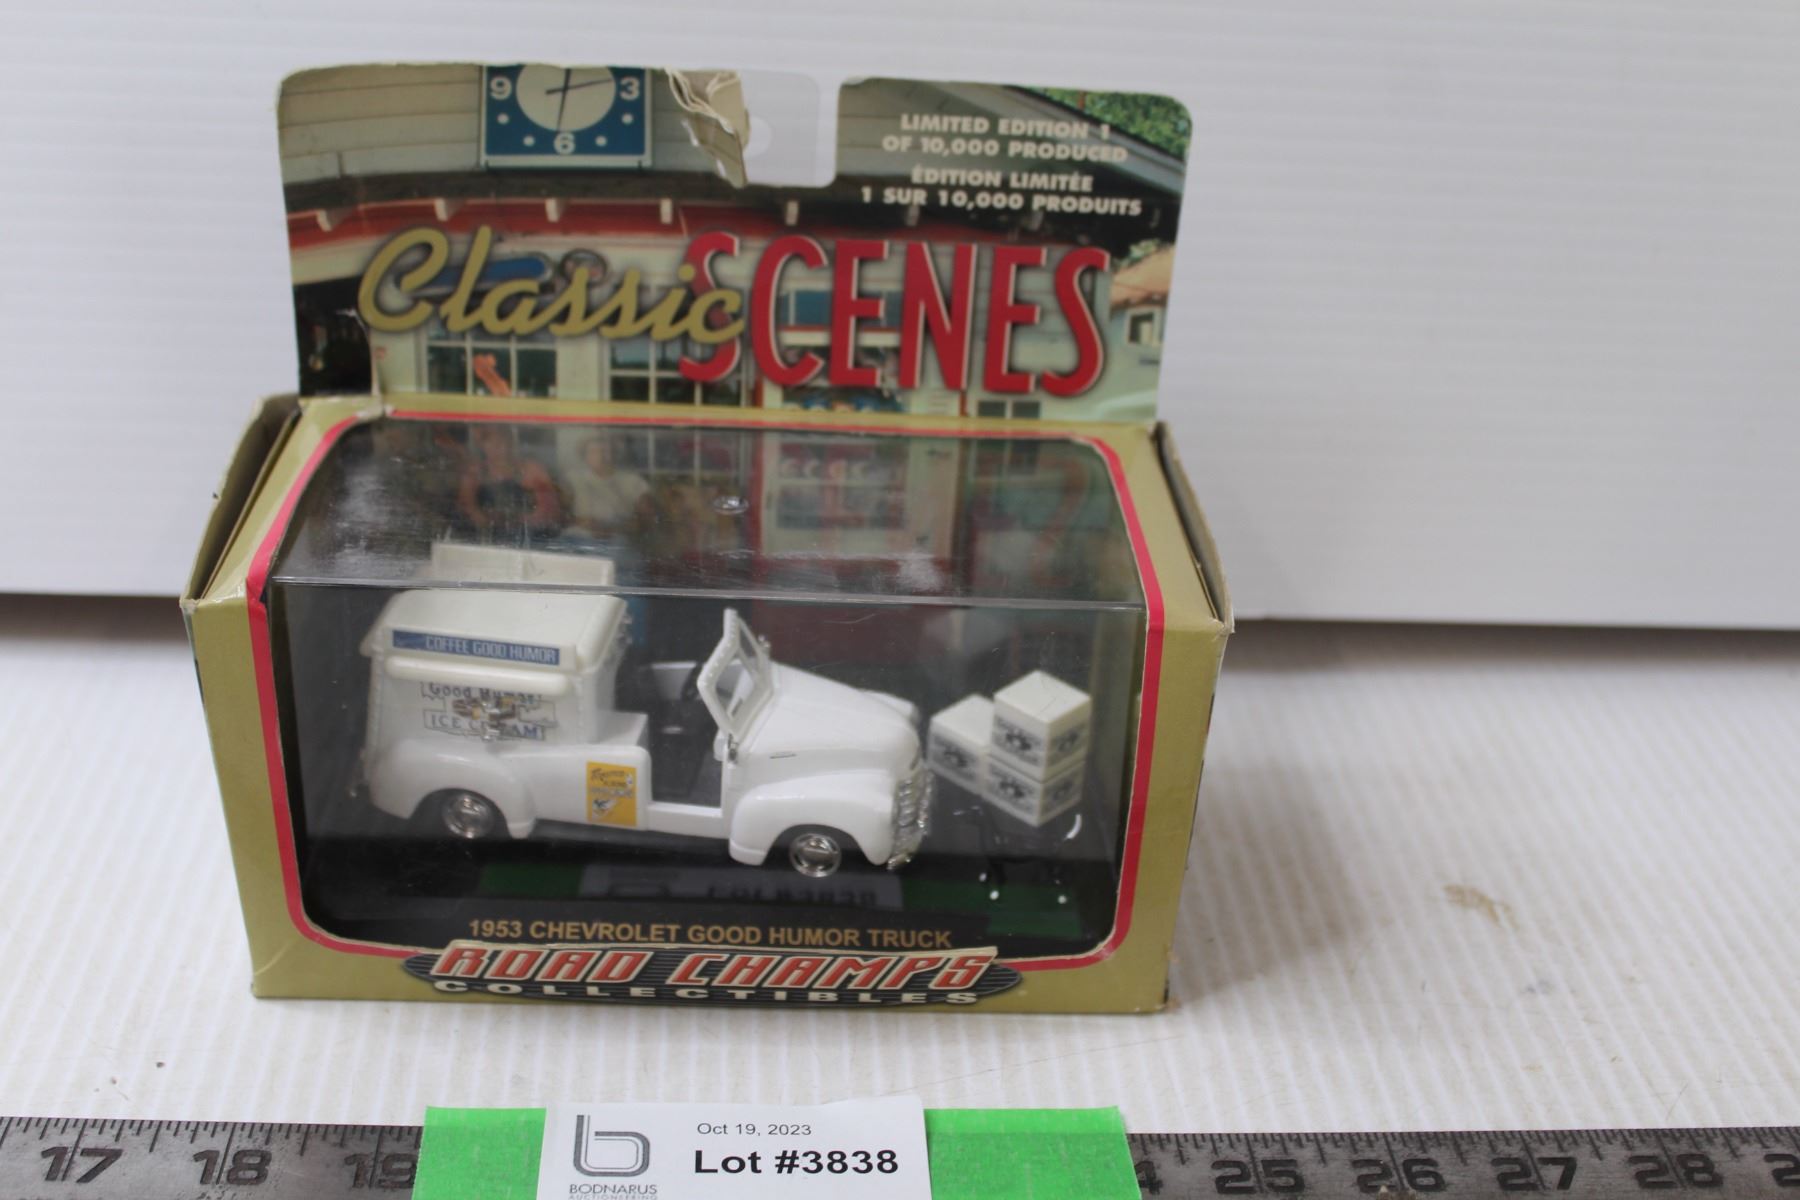 9 3
6
LIMITED EDITION 1
OF 10,000 PRODUCED
ÉDITION LIMITÉE
1 SUR 10,000 PRODUITS
Classic SCENES
COFFEE GOOD HUMOR
Good Humor
ICE CREAM
1953 CHEVROLET GOOD HUMOR TRUCK
ROAD CHAMPS
COLLECTIBLES
Oct 19, 2023
Lot #3838
BODNARUS
AUCTIONEERING
17 18 19 25 26 27 28